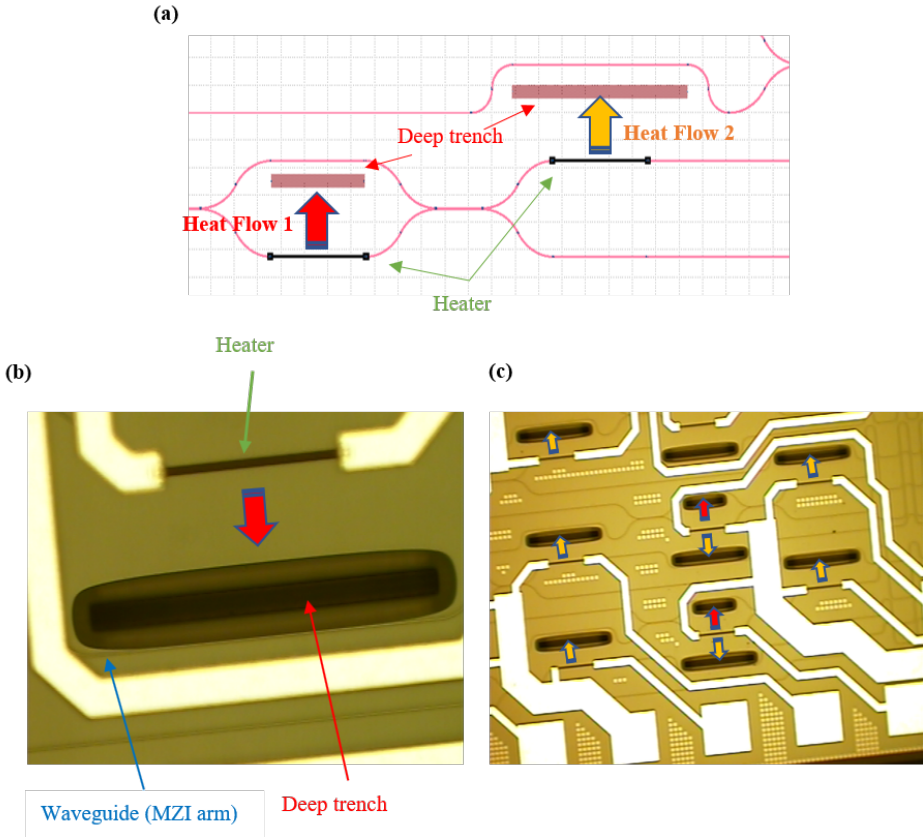 (a)
Deep trench
Heat Flow 2
Heat Flow 1
Heater
Heater
(b)
(c)
Waveguide (MZI arm)
Deep trench